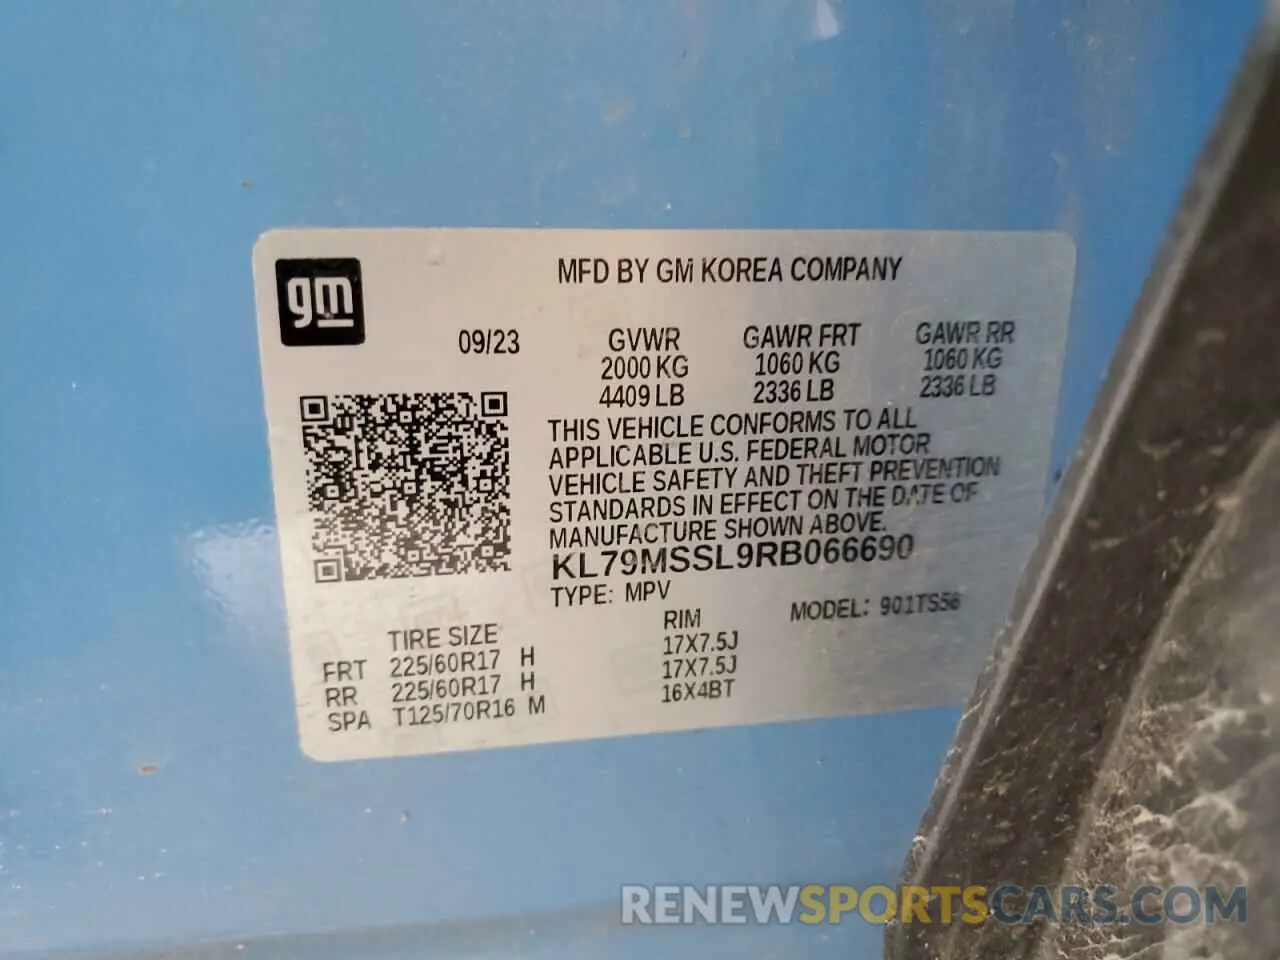 gm
MFD BY GM KOREA COMPANY
09/23 GVWR GAWR FRT GAWR RR
2000 KG 1060 KG 1060 KG
4409 LB 2336 LB 2336 LB
THIS VEHICLE CONFORMS TO ALL
APPLICABLE U.S. FEDERAL MOTOR
VEHICLE SAFETY AND THEFT PREVENTION
STANDARDS IN EFFECT ON THE DATE OF
MANUFACTURE SHOWN ABOVE.
KL79MSSL9RB066690
TYPE: MPV MODEL: 901TS56
TIRE SIZE RIM
FRT 225/60R17 H 17X7.5J
RR 225/60R17 H 17X7.5J
SPA T125/70R16 M 16X4BT
RENEWSPORTSCARS.COM